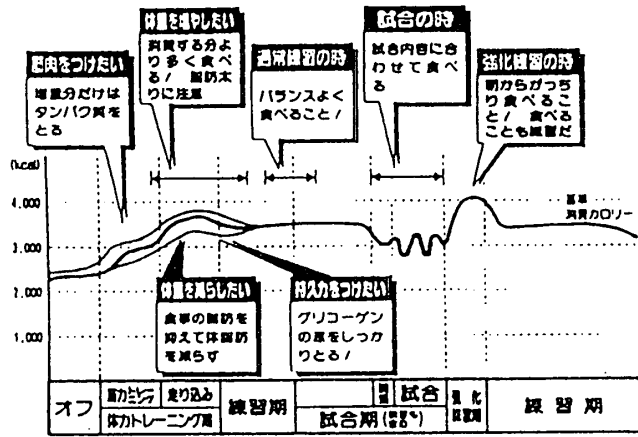 筋肉をつけたい
増量分だけは
タンパク質を
とる
体重を増やしたい
消費する分よ
り多く食べ
る! 脂肪太
りに注意
通常練習の時
バランスよく
食べること!
試合の時
試合内容に合
わせて食べ
る
強化練習の時
朝からがっち
り食べるこ
と! 食べる
ことも練習だ
(kcal)
4,000
3,000
2,000
1,000
基準
消費カロリー
体重を減らしたい
食事の脂肪を
抑えて体脂肪
を減らす
持久力をつけたい
グリコーゲン
の源をしっか
りとる!
オフ
筋力トレーニング
走り込み
体力トレーニング期
練習期
試合
試合期
強化
練習期